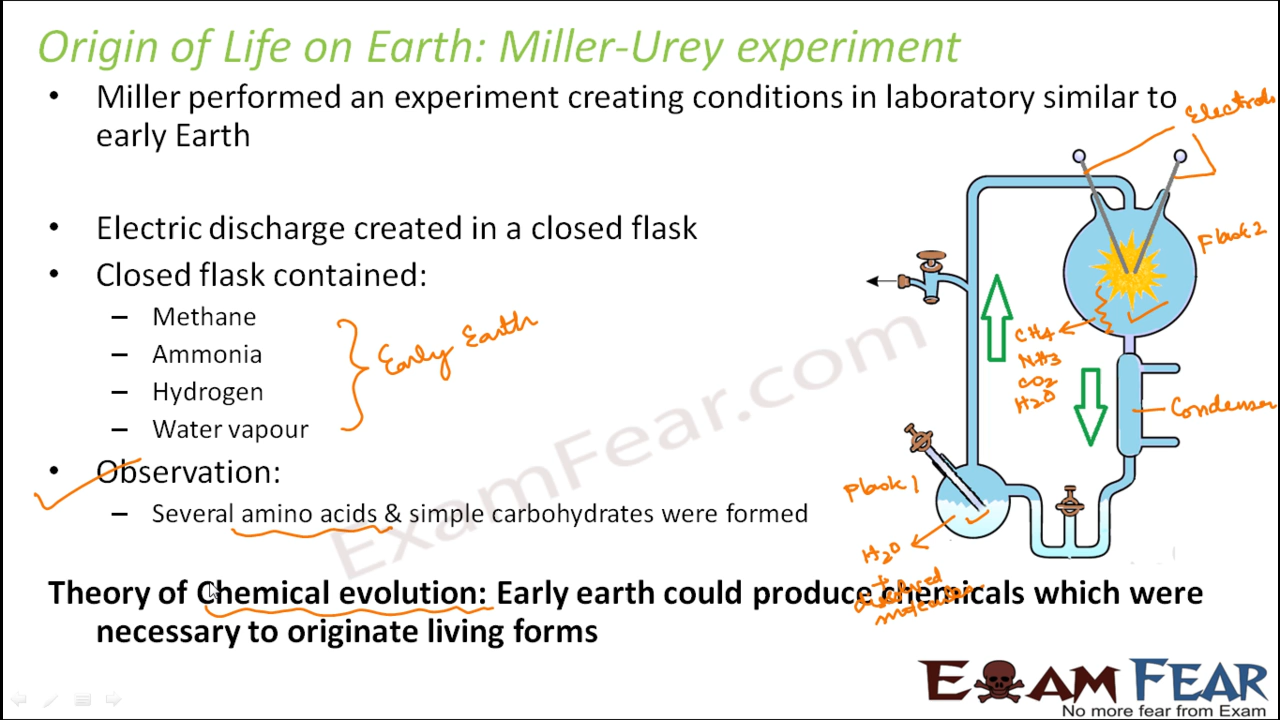 Origin of Life on Earth: Miller-Urey experiment
• Miller performed an experiment creating conditions in laboratory similar to
early Earth
• Electric discharge created in a closed flask
• Closed flask contained:
– Methane
– Ammonia
– Hydrogen
– Water vapour
Early Earth
• Observation:
– Several amino acids & simple carbohydrates were formed
Theory of Chemical evolution: Early earth could produce chemicals which were
necessary to originate living forms
Flask 2
CH4
NH3
CO2
H2O
Condenser
Flask 1
H2O
+
dissolved
molecules
ExamFear.com
EXAM FEAR
No more fear from Exam